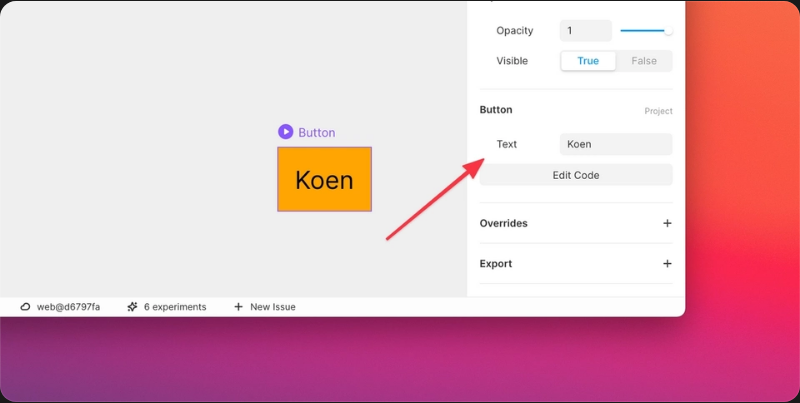 Opacity 1
Visible True False
Button Project
Button
Text Koen
Koen
Edit Code
Overrides +
Export +
web@d6797fa 6 experiments + New Issue